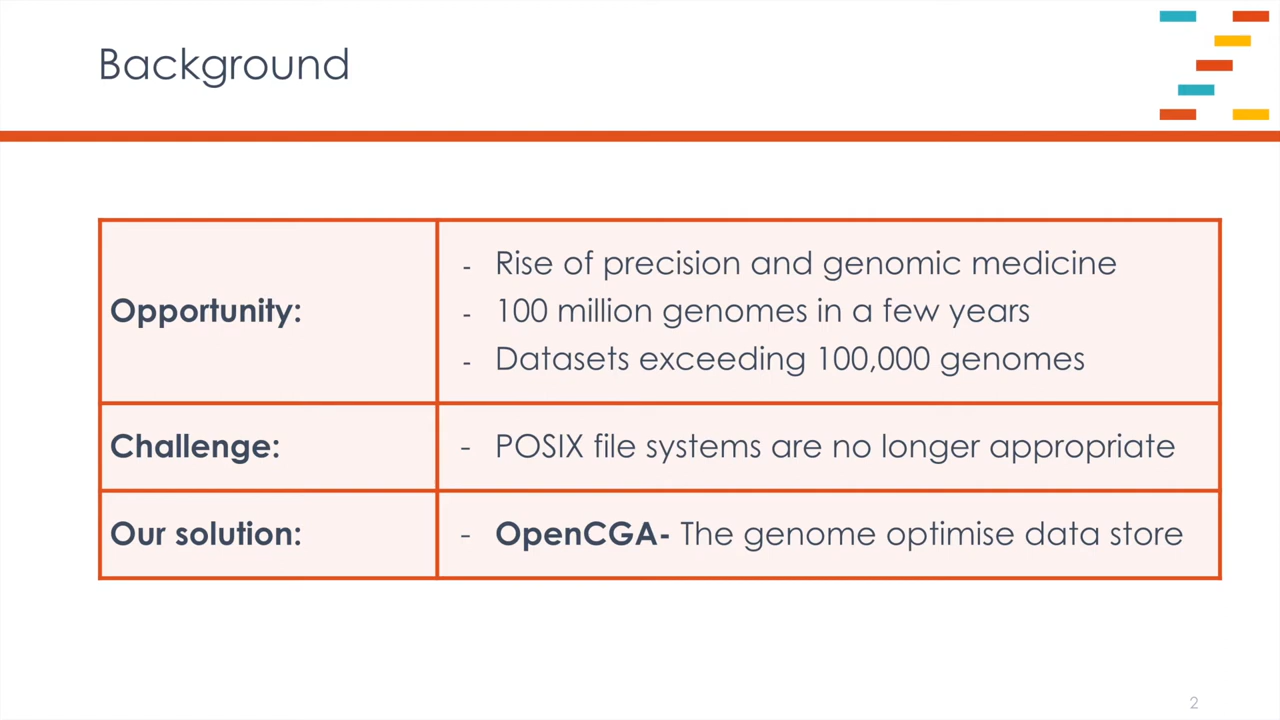 Background
Opportunity:
- Rise of precision and genomic medicine
- 100 million genomes in a few years
- Datasets exceeding 100,000 genomes
Challenge:
- POSIX file systems are no longer appropriate
Our solution:
- OpenCGA- The genome optimise data store
2